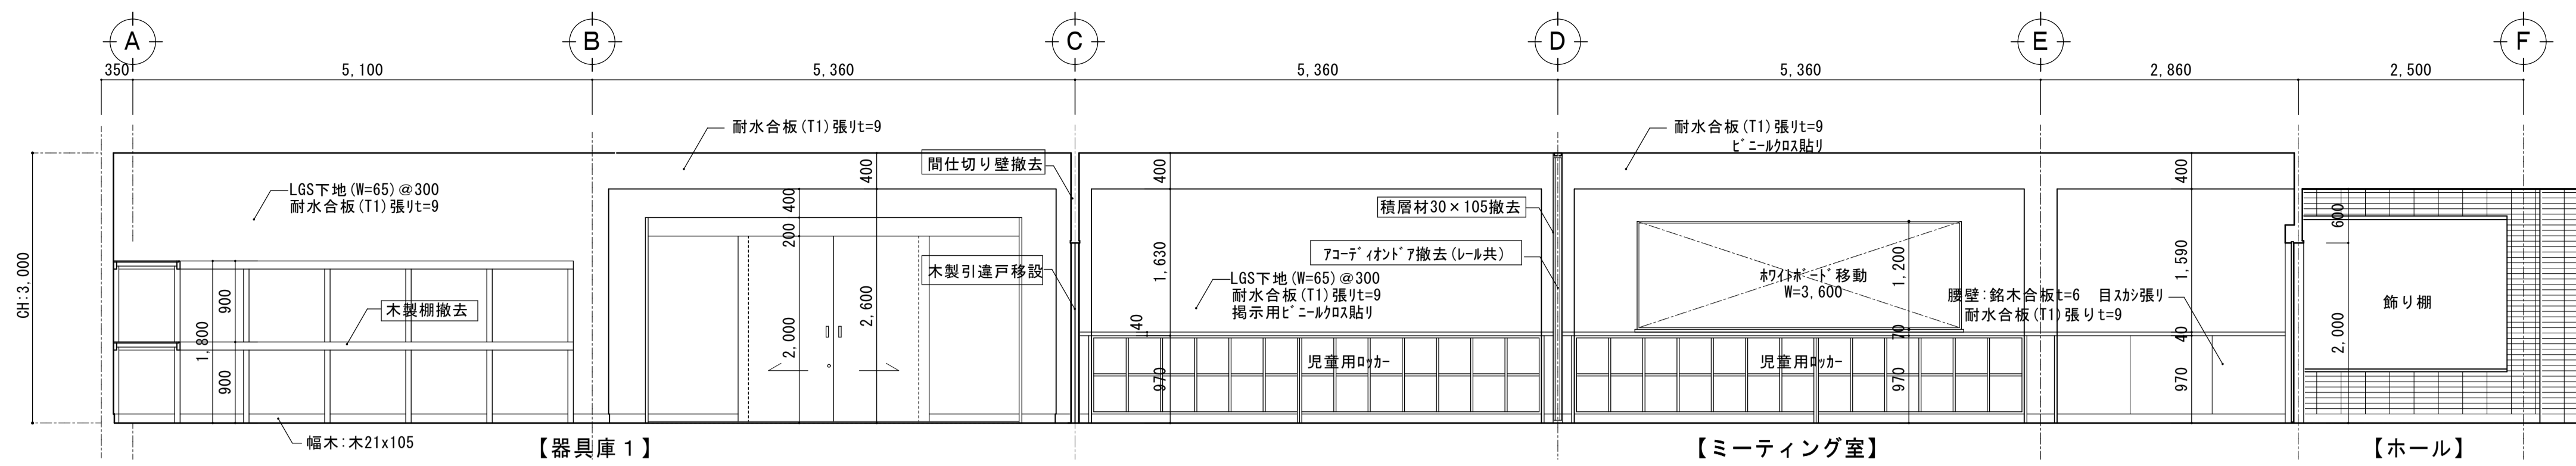 A
B
C
D
E
F
350
5,100
5,360
5,360
5,360
2,860
2,500
耐水合板(T1)張りt=9
耐水合板(T1)張りt=9
ビニールクロス貼り
間仕切り壁撤去
400
400
400
400
LGS下地(W=65)@300
耐水合板(T1)張りt=9
積層材30×105撤去
200
600
CH:3,000
アコーディオンドア撤去(レール共)
木製引違戸移設
1,630
LGS下地(W=65)@300
耐水合板(T1)張りt=9
掲示用ビニールクロス貼り
ホワイトボード移動
W=3,600
1,200
1,590
腰壁:銘木合板t=6 目スカシ張り
耐水合板(T1)張りt=9
飾り棚
900
木製棚撤去
1,800
2,600
2,000
40
70
40
2,000
児童用ロッカー
児童用ロッカー
900
970
970
970
幅木:木21x105
【器具庫1】
【ミーティング室】
【ホール】